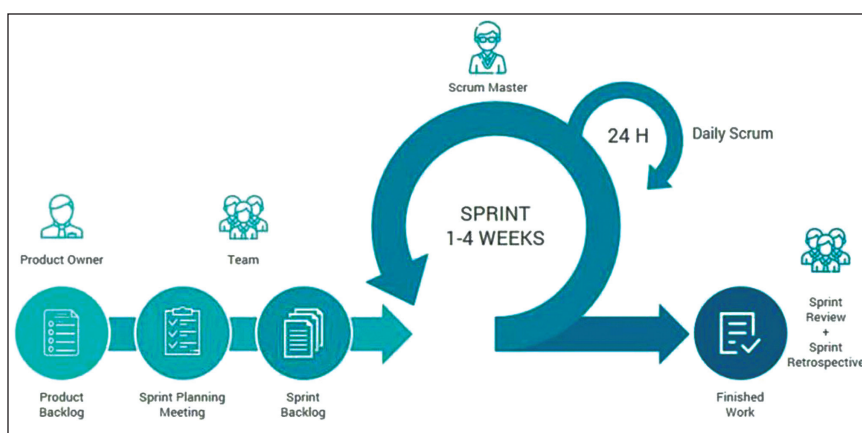 Scrum Master
24 H
Daily Scrum
SPRINT
1-4 WEEKS
Product Owner
Team
Sprint
Review
+
Sprint
Retrospective
Product
Backlog
Sprint Planning
Meeting
Sprint
Backlog
Finished
Work